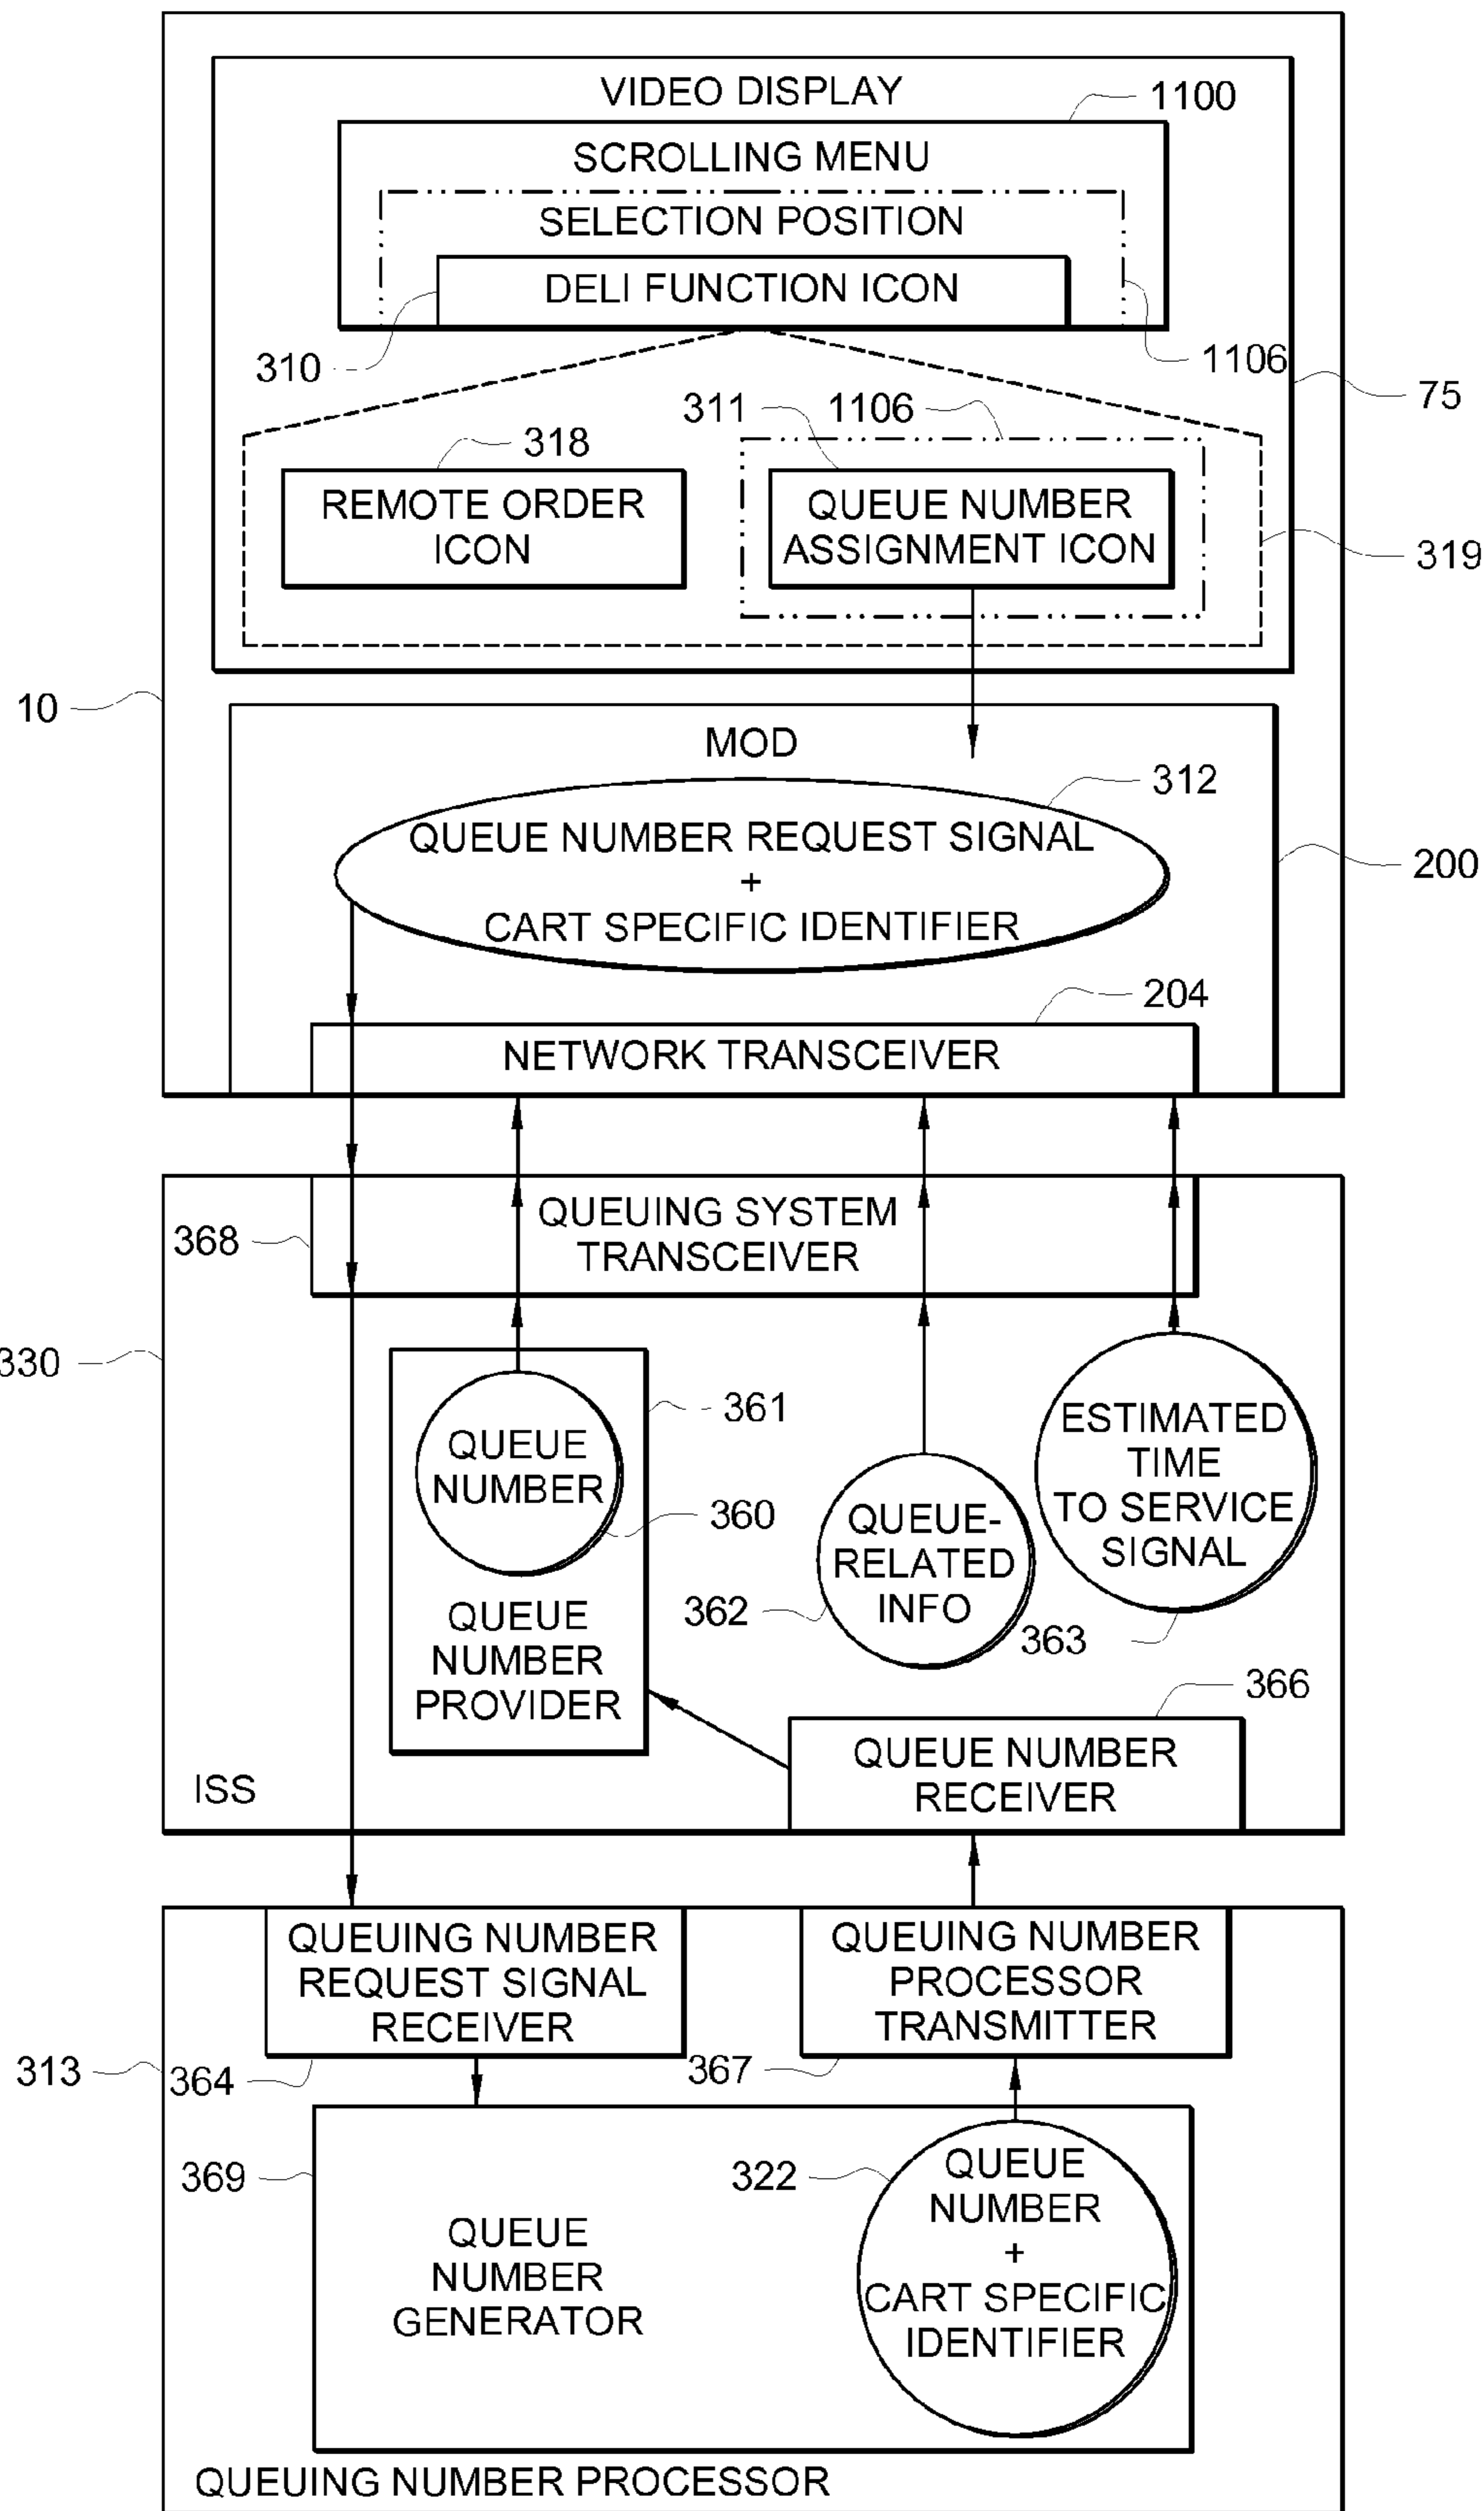 VIDEO DISPLAY
1100
SCROLLING MENU
SELECTION POSITION
DELI FUNCTION ICON
310
1106
75
311
1106
318
REMOTE ORDER
ICON
QUEUE NUMBER
ASSIGNMENT ICON
319
10
MOD
312
QUEUE NUMBER REQUEST SIGNAL
+
CART SPECIFIC IDENTIFIER
200
204
NETWORK TRANSCEIVER
368
QUEUING SYSTEM
TRANSCEIVER
330
361
QUEUE
NUMBER
360
QUEUE
NUMBER
PROVIDER
QUEUE-
RELATED
INFO
362
ESTIMATED
TIME
TO SERVICE
SIGNAL
363
366
QUEUE NUMBER
RECEIVER
ISS
QUEUING NUMBER
REQUEST SIGNAL
RECEIVER
QUEUING NUMBER
PROCESSOR
TRANSMITTER
313
364
367
369
322
QUEUE
NUMBER
+
CART SPECIFIC
IDENTIFIER
QUEUE
NUMBER
GENERATOR
QUEUING NUMBER PROCESSOR